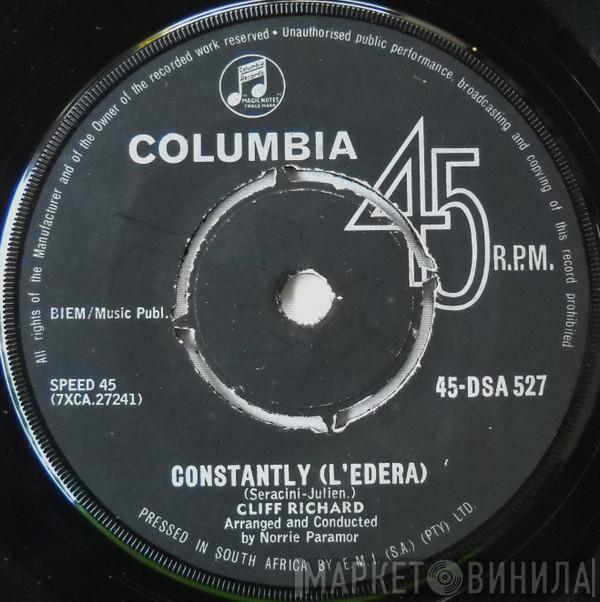 All rights of the Manufacturer and of the Owner of the recorded work reserved • Unauthorised public performance, broadcasting and copying of this record prohibited
Columbia
Records
"MAGIC NOTES"
TRADE MARK
COLUMBIA
45
R.P.M.
BIEM/Music Publ.
SPEED 45
(7XCA.27241)
45-DSA 527
CONSTANTLY (L'EDERA)
(Seracini-Julien.)
CLIFF RICHARD
Arranged and Conducted
by Norrie Paramor
PRESSED IN SOUTH AFRICA BY E.M.I. (S.A.) (PTY) LTD.
МАРКЕТ ВИНИЛА